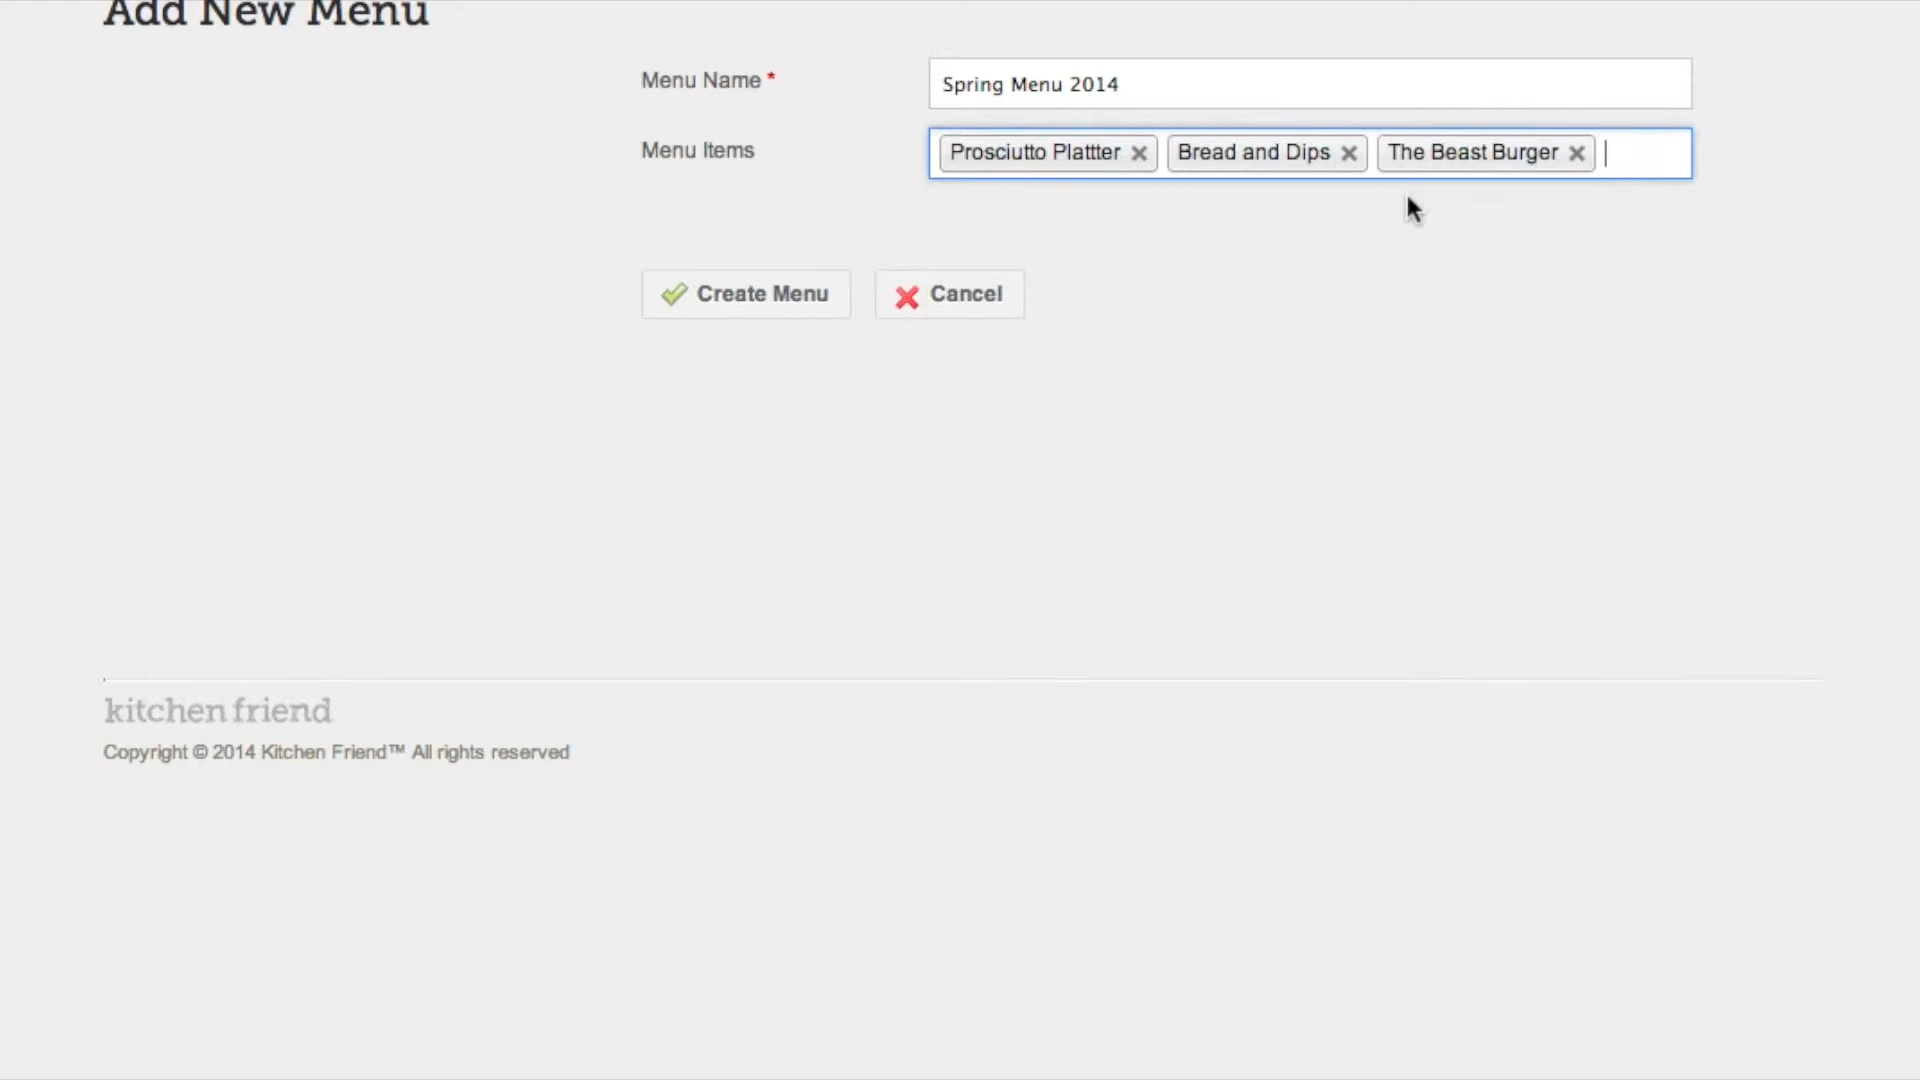 Add New Menu
Menu Name *
Spring Menu 2014
Menu Items
Prosciutto Plattter
Bread and Dips
The Beast Burger
Create Menu
Cancel
kitchen friend
Copyright © 2014 Kitchen Friend™ All rights reserved